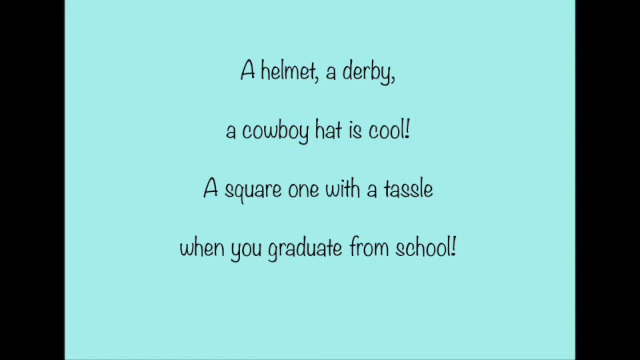 A helmet, a derby,
a cowboy hat is cool!
A square one with a tassle
when you graduate from school!